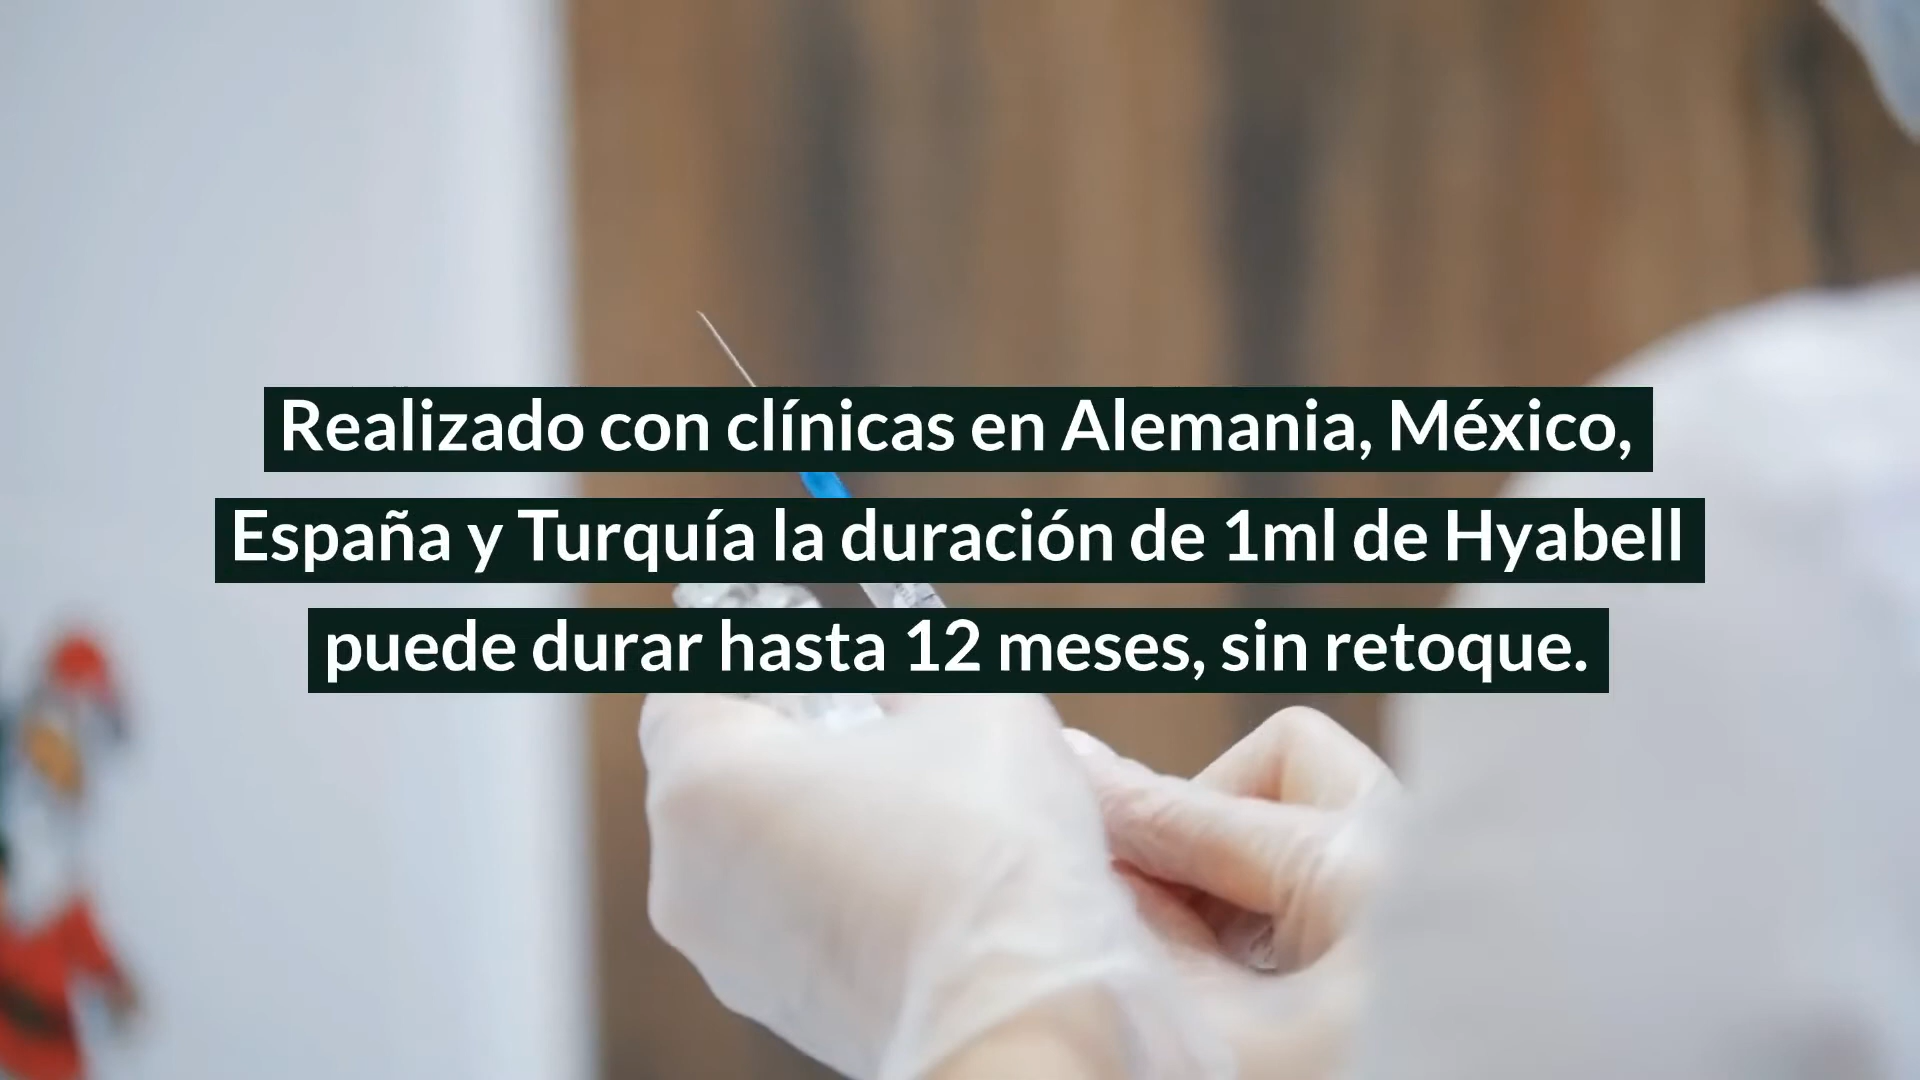 Realizado con clínicas en Alemania, México,
España y Turquía la duración de 1ml de Hyabell
puede durar hasta 12 meses, sin retoque.